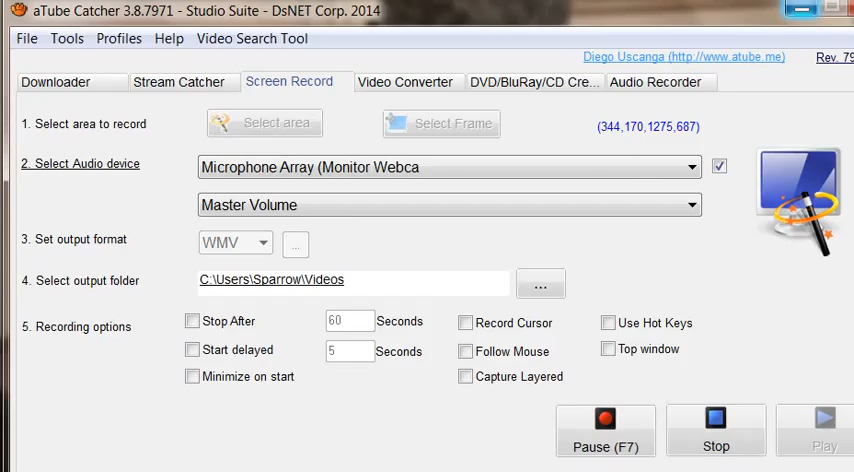 aTube Catcher 3.8.7971 - Studio Suite - DsNET Corp. 2014
File Tools Profiles Help Video Search Tool
Diego Uscanga (http://www.atube.me) Rev. 79
Downloader Stream Catcher Screen Record Video Converter DVD/BluRay/CD Cre... Audio Recorder
1. Select area to record Select area Select Frame (344,170,1275,687)
2. Select Audio device Microphone Array (Monitor Webca
Master Volume
3. Set output format WMV ...
4. Select output folder C:\Users\Sparrow\Videos ...
5. Recording options Stop After 60 Seconds Record Cursor Use Hot Keys
Start delayed 5 Seconds Follow Mouse Top window
Minimize on start Capture Layered
Pause (F7) Stop Play